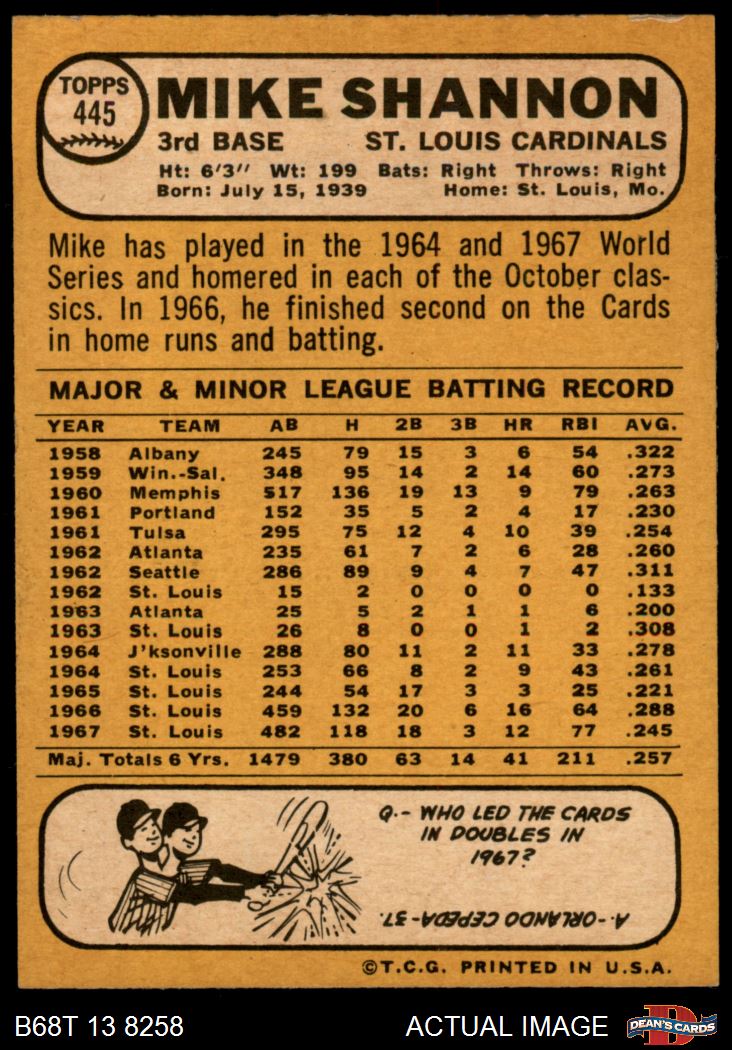 TOPPS
445
MIKE SHANNON
3rd BASE ST. LOUIS CARDINALS
Ht: 6'3" Wt: 199 Bats: Right Throws: Right
Born: July 15, 1939 Home: St. Louis, Mo.
Mike has played in the 1964 and 1967 World
Series and homered in each of the October clas-
sics. In 1966, he finished second on the Cards
in home runs and batting.
MAJOR & MINOR LEAGUE BATTING RECORD
YEAR TEAM AB H 2B 3B HR RBI AVG.
1958 Albany 245 79 15 3 6 54 .322
1959 Win.-Sal. 348 95 14 2 14 60 .273
1960 Memphis 517 136 19 13 9 79 .263
1961 Portland 152 35 5 2 4 17 .230
1961 Tulsa 295 75 12 4 10 39 .254
1962 Atlanta 235 61 7 2 6 28 .260
1962 Seattle 286 89 9 4 7 47 .311
1962 St. Louis 15 2 0 0 0 0 .133
1963 Atlanta 25 5 2 1 1 6 .200
1963 St. Louis 26 8 0 0 1 2 .308
1964 J'ksonville 288 80 11 2 11 33 .278
1964 St. Louis 253 66 8 2 9 43 .261
1965 St. Louis 244 54 17 3 3 25 .221
1966 St. Louis 459 132 20 6 16 64 .288
1967 St. Louis 482 118 18 3 12 77 .245
Maj. Totals 6 Yrs. 1479 380 63 14 41 211 .257
Q.- WHO LED THE CARDS
IN DOUBLES IN
1967?
A.- ORLANDO CEPEDA-37.
©T.C.G. PRINTED IN U.S.A.
B68T 13 8258 ACTUAL IMAGE DEAN'S CARDS